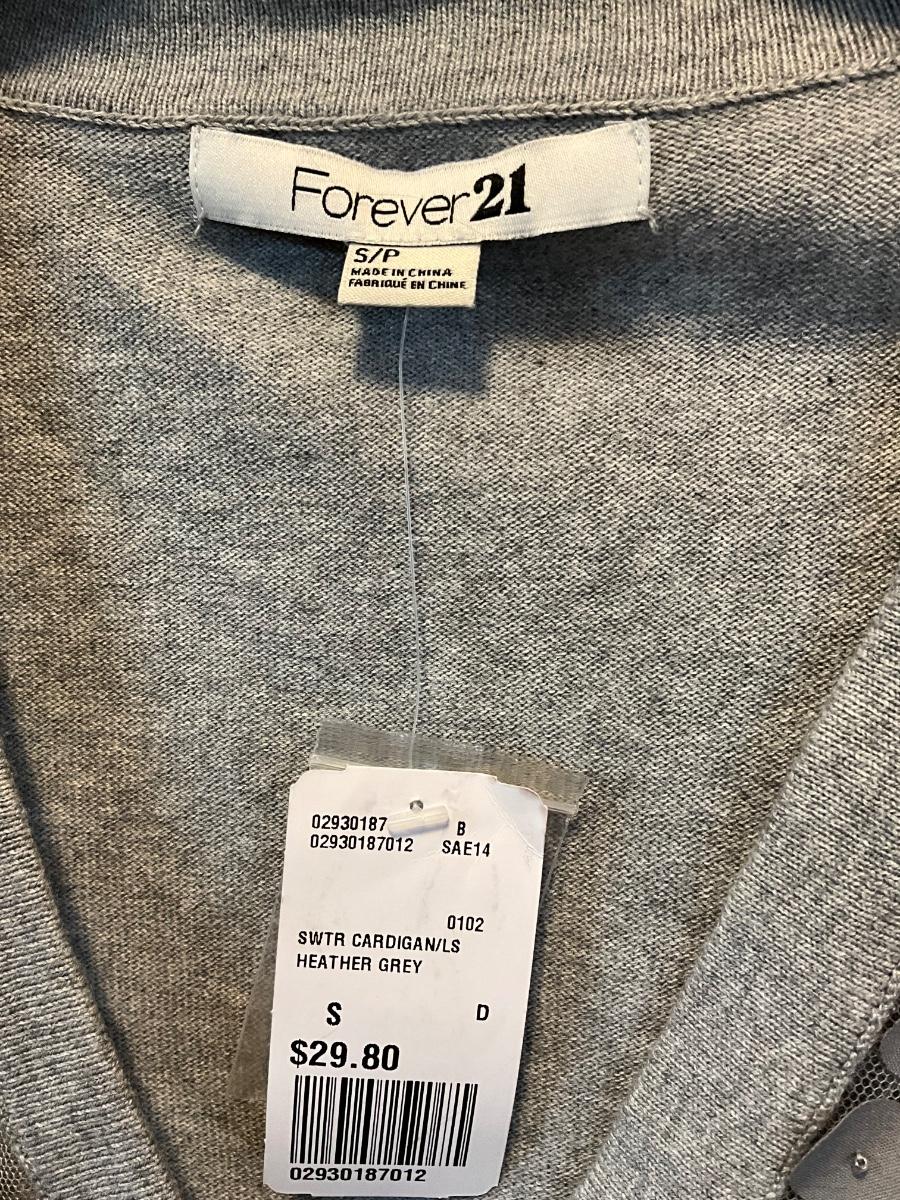 Forever21
S/P
MADE IN CHINA
FABRIQUÉ EN CHINE
02930187 B
02930187012 SAE14
0102
SWTR CARDIGAN/LS
HEATHER GREY
S D
$29.80
02930187012